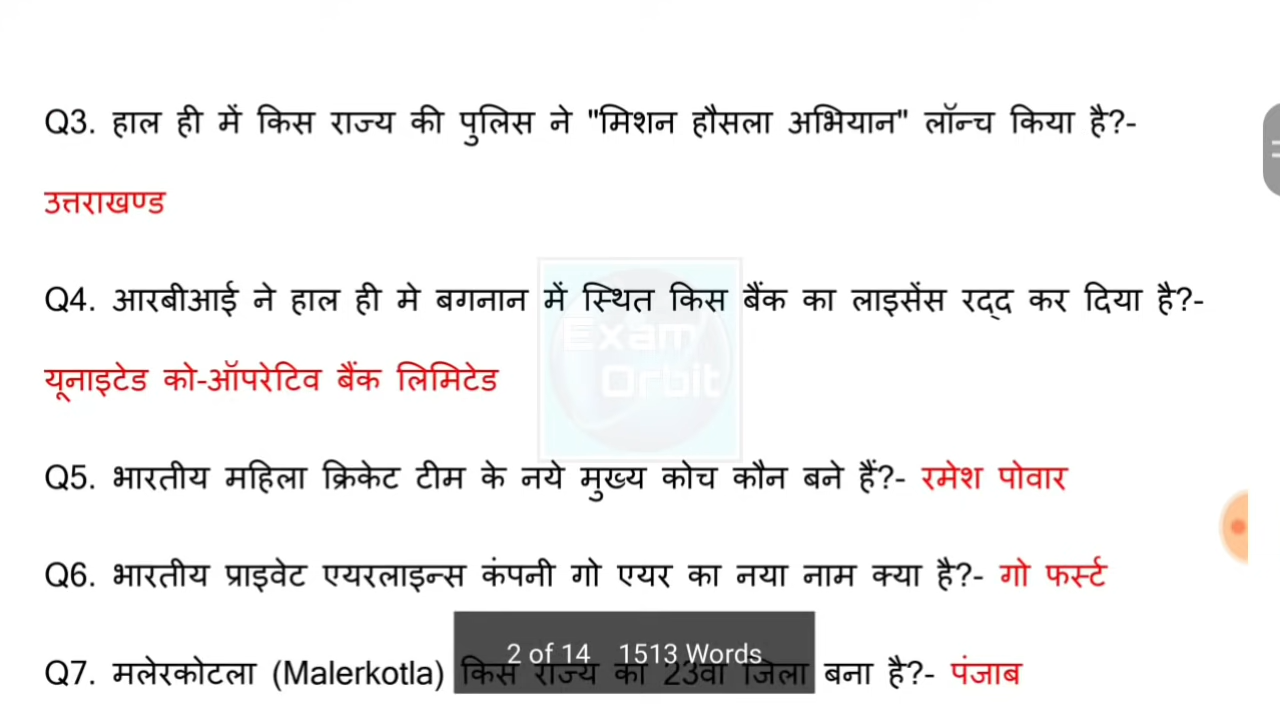 Q3. हाल ही में किस राज्य की पुलिस ने "मिशन हौसला अभियान" लॉन्च किया है?-
उत्तराखण्ड
Q4. आरबीआई ने हाल ही मे बगनान में स्थित किस बैंक का लाइसेंस रद्द कर दिया है?-
Exam
Orbit
यूनाइटेड को-ऑपरेटिव बैंक लिमिटेड
Q5. भारतीय महिला क्रिकेट टीम के नये मुख्य कोच कौन बने हैं?- रमेश पोवार
Q6. भारतीय प्राइवेट एयरलाइन्स कंपनी गो एयर का नया नाम क्या है?- गो फर्स्ट
2 of 14 1513 Words
Q7. मलेरकोटला (Malerkotla) किस राज्य का 23वां जिला बना है?- पंजाब